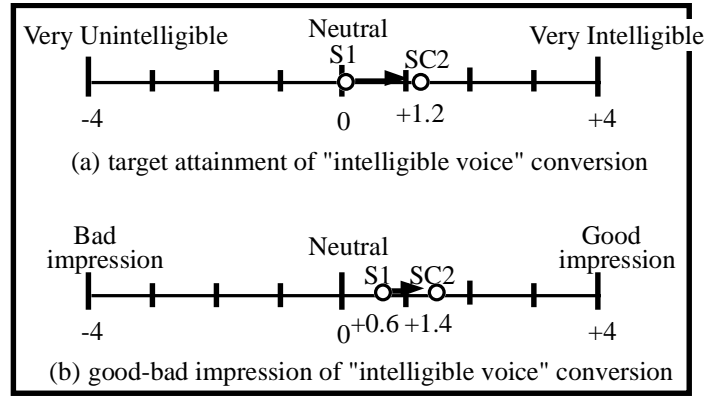 Very Unintelligible Neutral Very Intelligible
S1 SC2
-4 0 +1.2 +4
(a) target attainment of "intelligible voice" conversion
Bad impression Neutral Good impression
S1 SC2
-4 0 +0.6 +1.4 +4
(b) good-bad impression of "intelligible voice" conversion